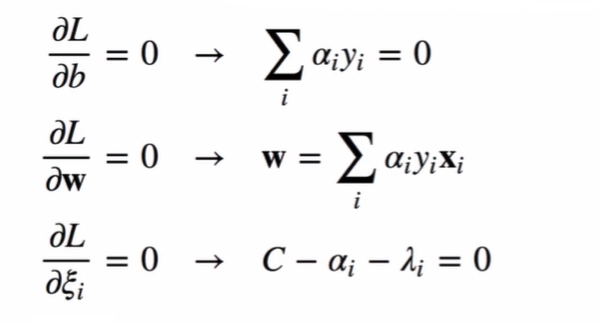 ∂L/∂b = 0 → ∑_i α_i y_i = 0
∂L/∂𝐰 = 0 → 𝐰 = ∑_i α_i y_i 𝐱_i
∂L/∂ξ_i = 0 → C − α_i − λ_i = 0